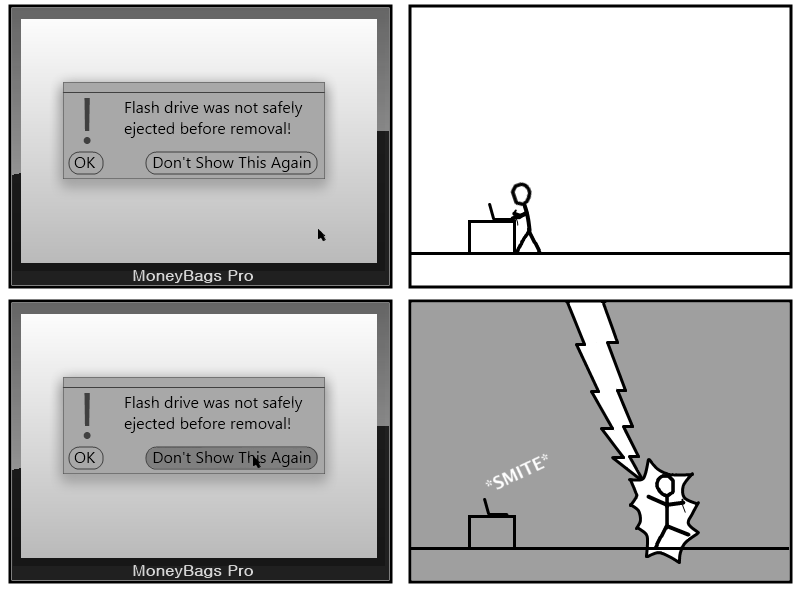 Flash drive was not safely
ejected before removal!
OK
Don't Show This Again
MoneyBags Pro
Flash drive was not safely
ejected before removal!
OK
Don't Show This Again
MoneyBags Pro
*SMITE*